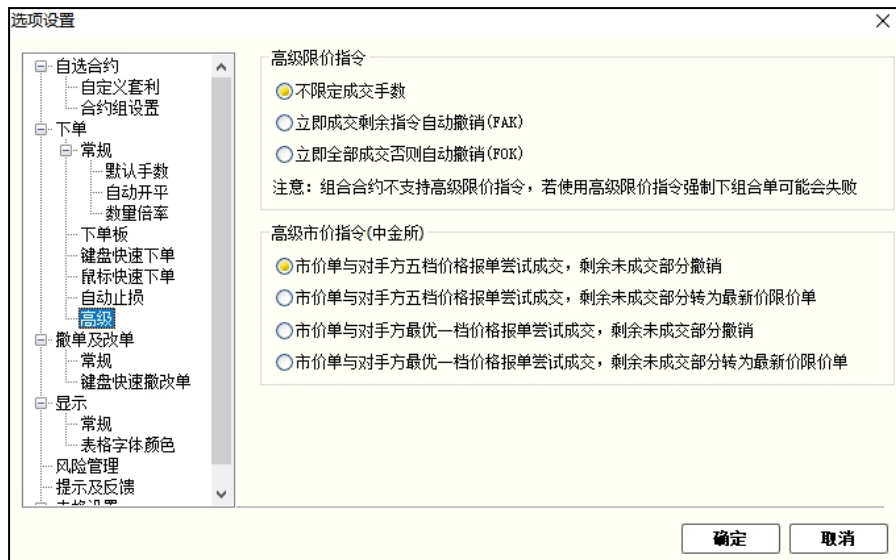 选项设置
自选合约
自定义套利
合约组设置
下单
常规
默认手数
自动开平
数量倍率
下单板
键盘快速下单
鼠标快速下单
自动止损
高级
撤单及改单
常规
键盘快速撤改单
显示
常规
表格字体颜色
风险管理
提示及反馈
高级限价指令
不限定成交手数
立即成交剩余指令自动撤销(FAK)
立即全部成交否则自动撤销(FOK)
注意：组合合约不支持高级限价指令，若使用高级限价指令强制下组合单可能会失败
高级市价指令(中金所)
市价单与对手方五档价格报单尝试成交，剩余未成交部分撤销
市价单与对手方五档价格报单尝试成交，剩余未成交部分转为最新价限价单
市价单与对手方最优一档价格报单尝试成交，剩余未成交部分撤销
市价单与对手方最优一档价格报单尝试成交，剩余未成交部分转为最新价限价单
确定
取消